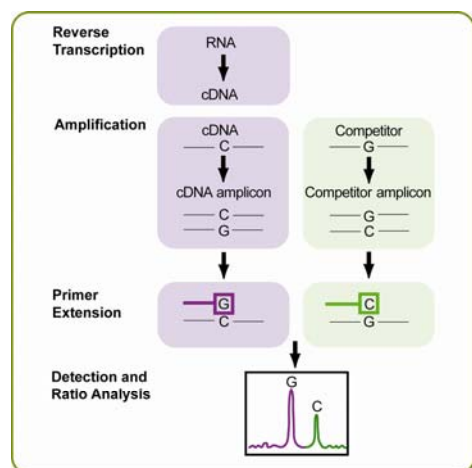 Reverse
Transcription
RNA
cDNA
Amplification
cDNA
C
cDNA amplicon
C
G
Competitor
G
Competitor amplicon
G
C
Primer
Extension
G
C
C
G
Detection and
Ratio Analysis
G
C